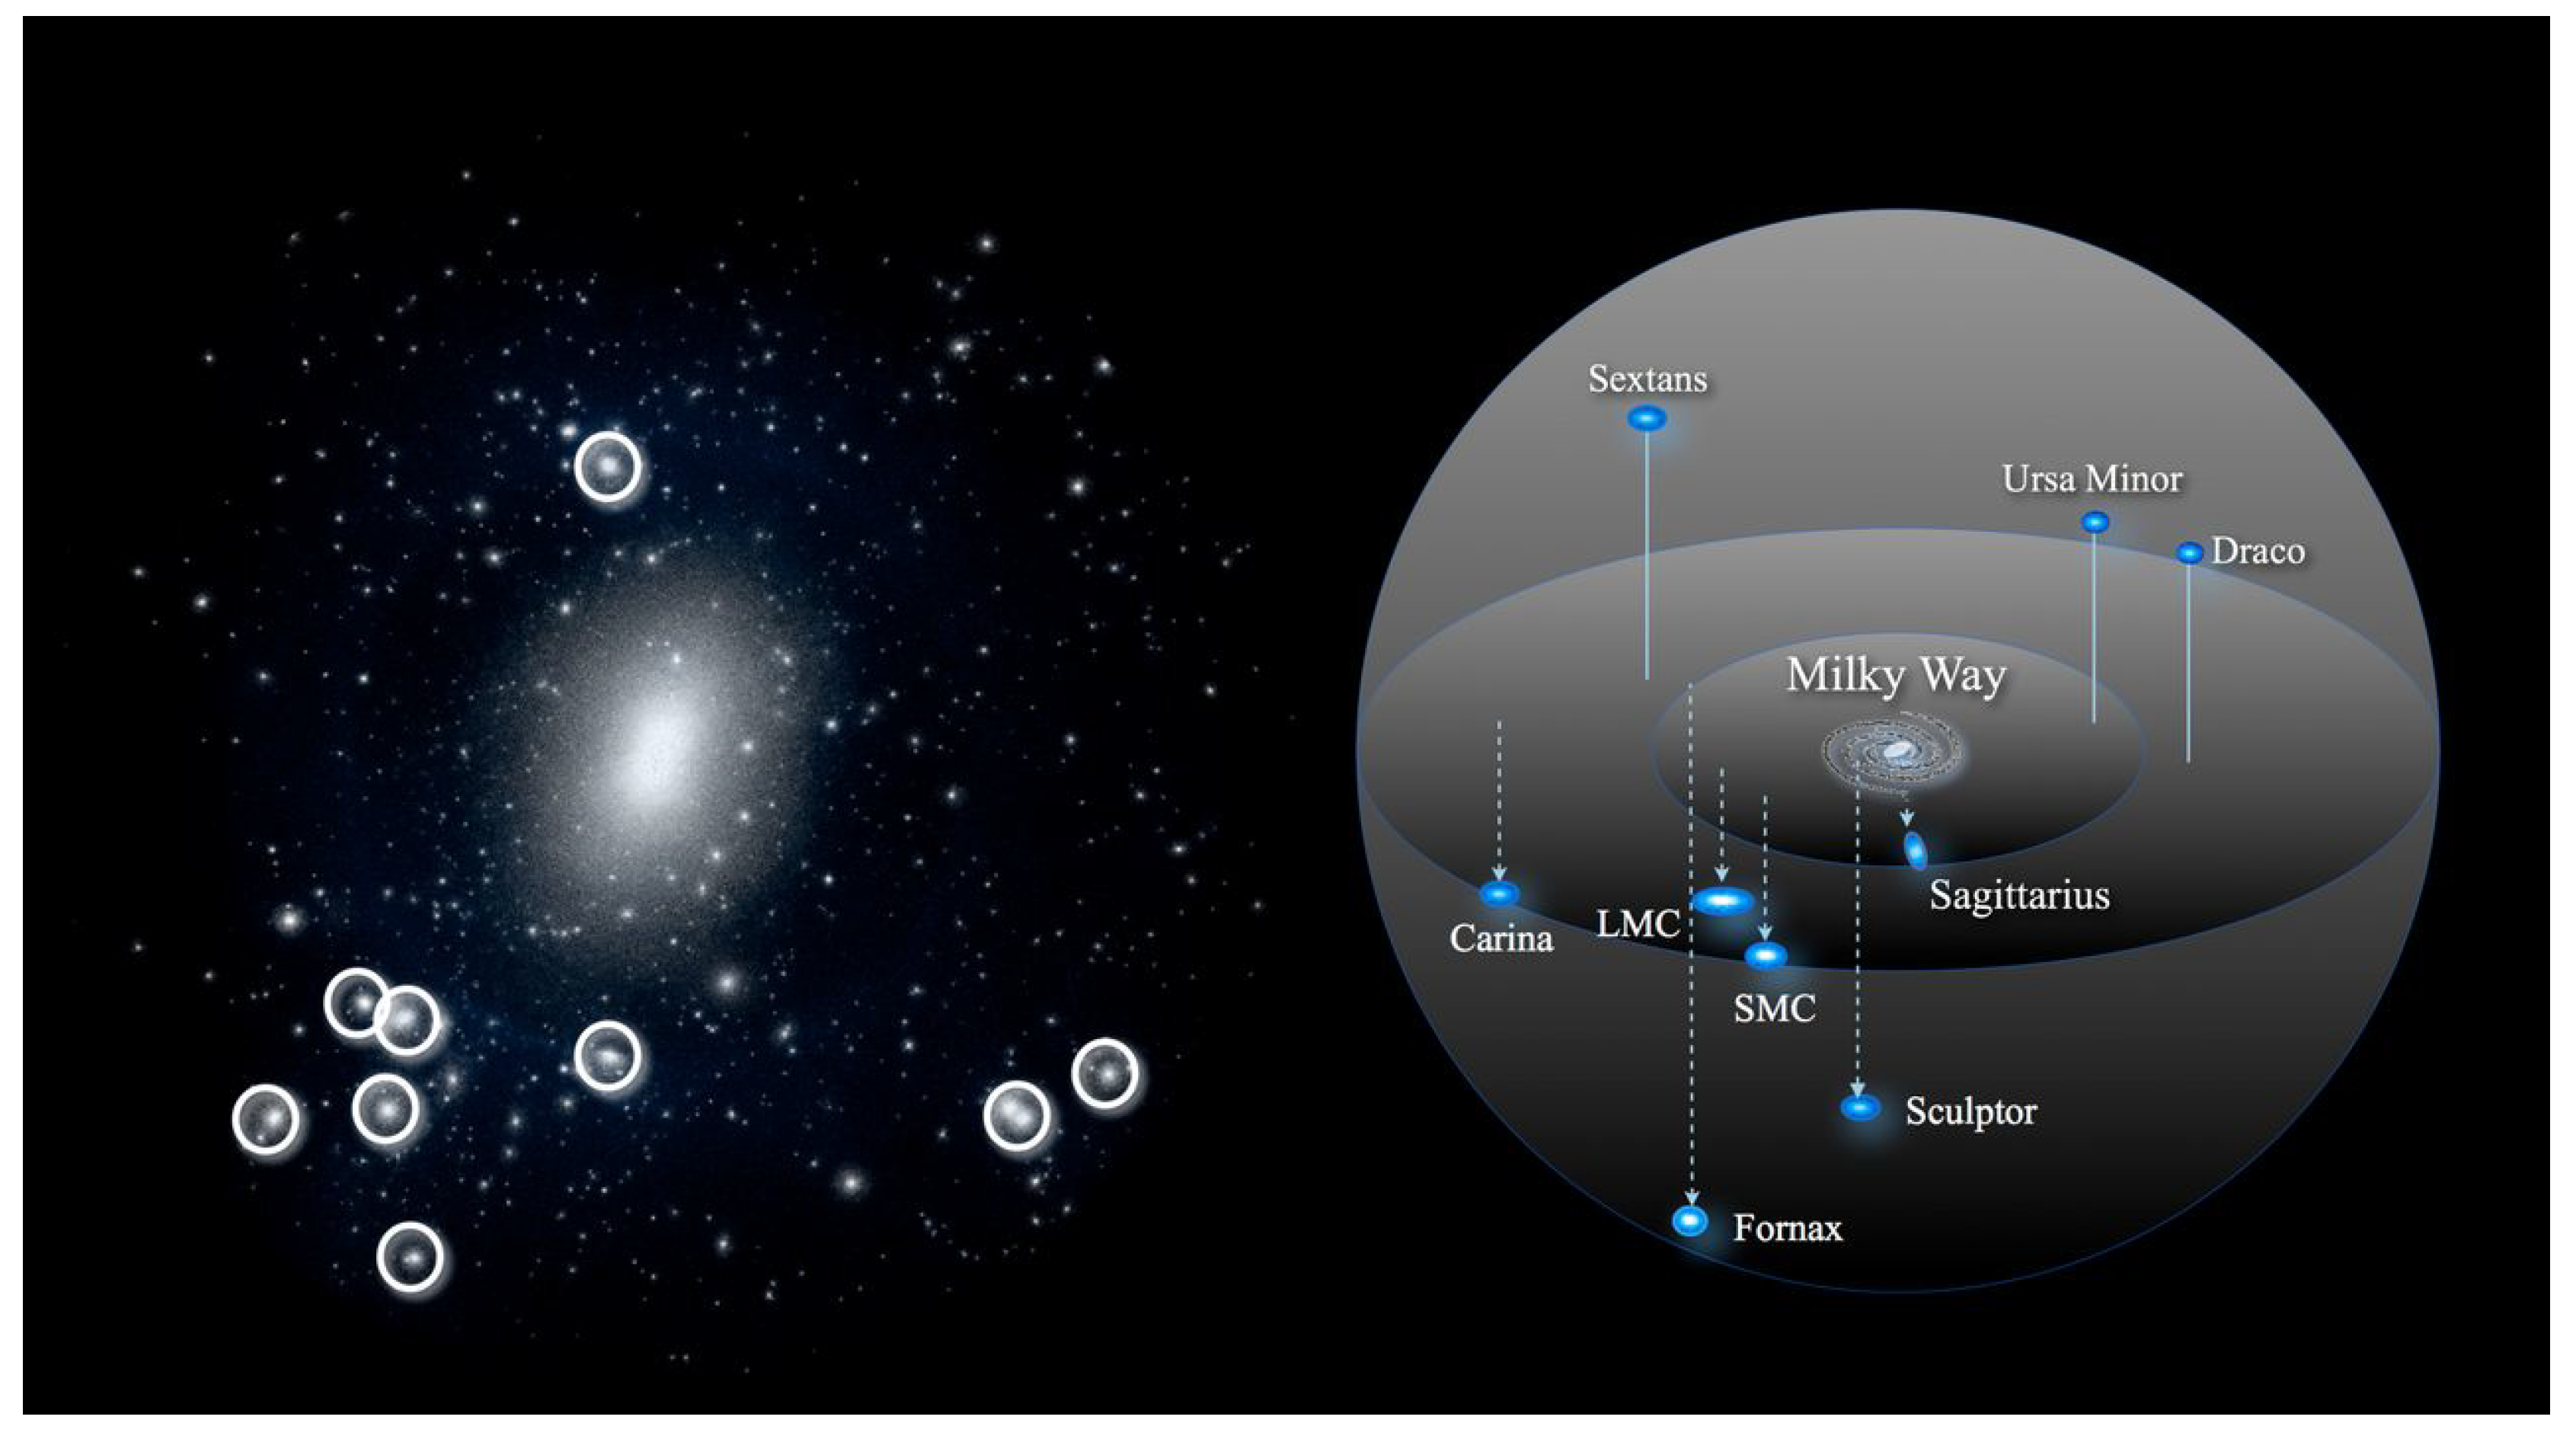 Sextans
Ursa Minor
Draco
Milky Way
Sagittarius
LMC
Carina
SMC
Sculptor
Fornax